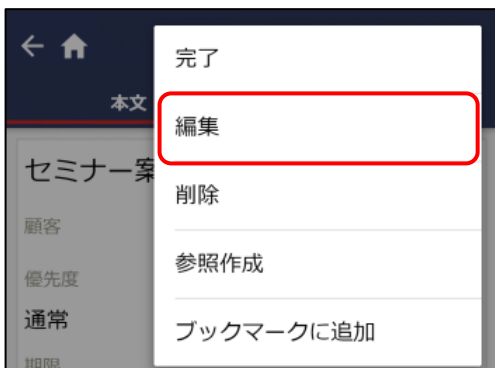 完了
本文
編集
セミナー案
削除
顧客
参照作成
優先度
通常
ブックマークに追加
期限